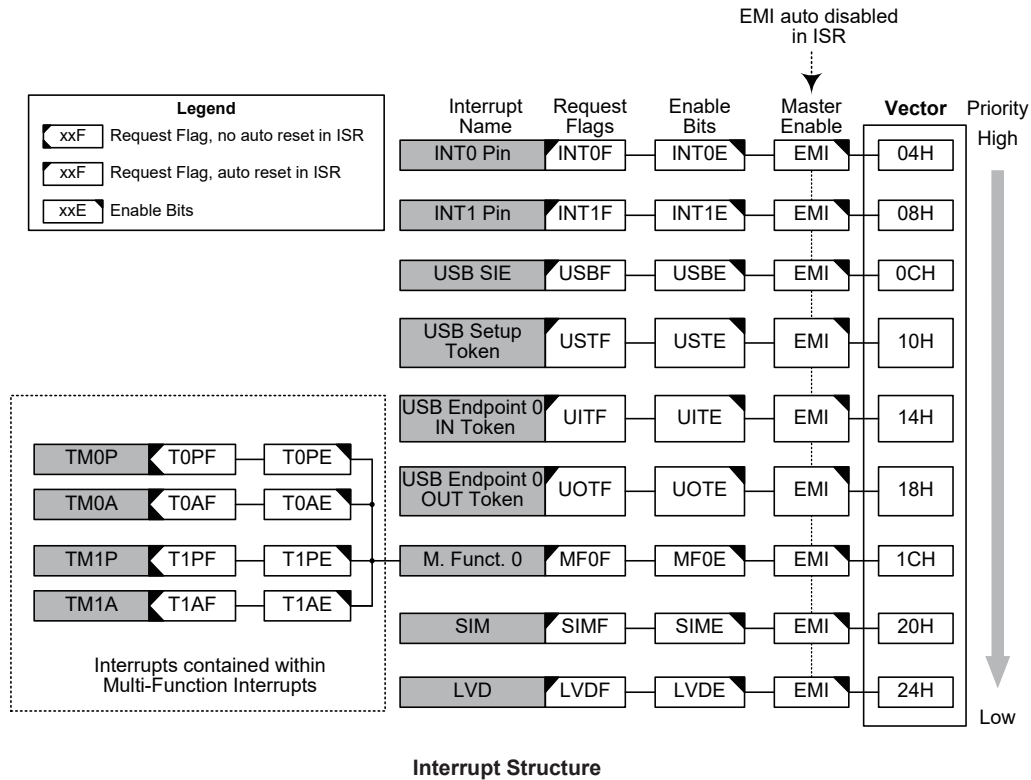 EMI auto disabled
in ISR
Legend
xxF Request Flag, no auto reset in ISR
xxF Request Flag, auto reset in ISR
xxE Enable Bits
Interrupt Name Request Flags Enable Bits Master Enable Vector Priority
High
INT0 Pin INT0F INT0E EMI 04H
INT1 Pin INT1F INT1E EMI 08H
USB SIE USBF USBE EMI 0CH
USB Setup Token USTF USTE EMI 10H
USB Endpoint 0 IN Token UITF UITE EMI 14H
USB Endpoint 0 OUT Token UOTF UOTE EMI 18H
M. Funct. 0 MF0F MF0E EMI 1CH
SIM SIMF SIME EMI 20H
LVD LVDF LVDE EMI 24H
Low
TM0P T0PF T0PE
TM0A T0AF T0AE
TM1P T1PF T1PE
TM1A T1AF T1AE
Interrupts contained within
Multi-Function Interrupts
Interrupt Structure